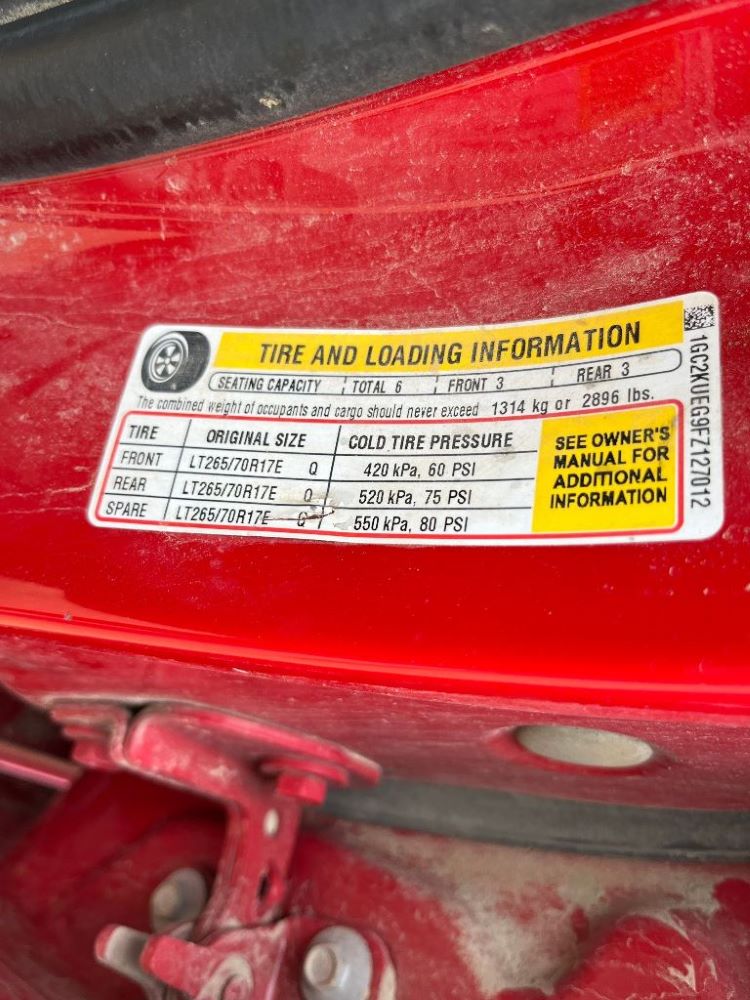 TIRE AND LOADING INFORMATION
SEATING CAPACITY TOTAL 6 FRONT 3 REAR 3
The combined weight of occupants and cargo should never exceed 1314 kg or 2896 lbs.
TIRE ORIGINAL SIZE COLD TIRE PRESSURE
FRONT LT265/70R17E Q 420 kPa, 60 PSI
REAR LT265/70R17E Q 520 kPa, 75 PSI
SPARE LT265/70R17E Q 550 kPa, 80 PSI
SEE OWNER'S
MANUAL FOR
ADDITIONAL
INFORMATION
1GC2KUEG9FZ127012